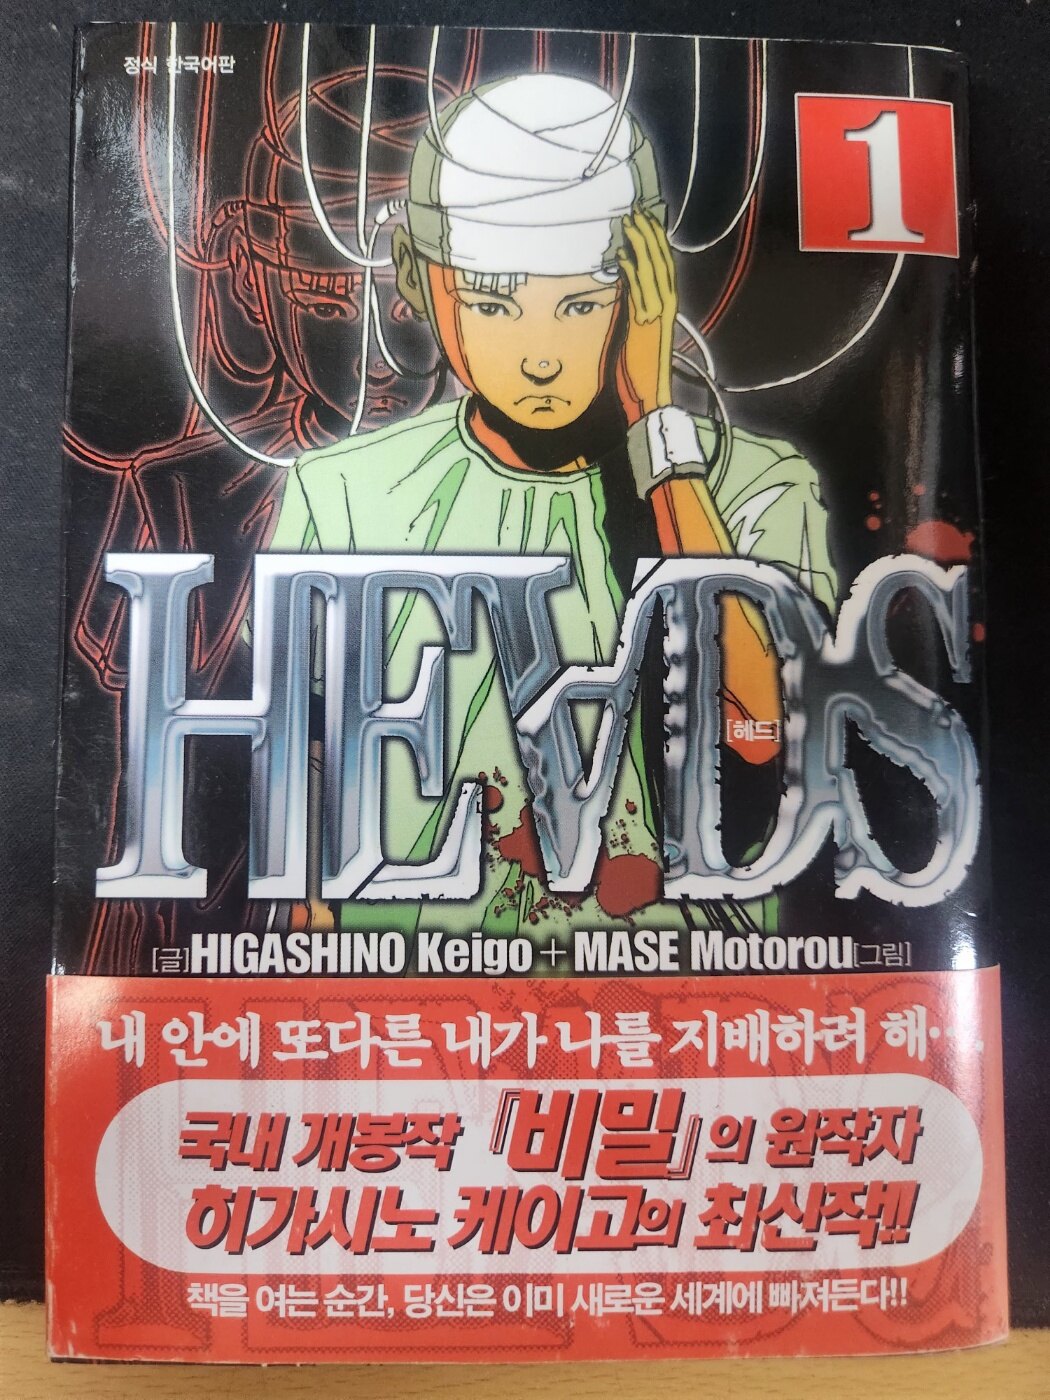 정식 한국어판
1
HEADS
[헤드]
[글]HIGASHINO Keigo+MASE Motorou[그림]
내 안에 또다른 내가 나를 지배하려 해…
국내 개봉작 『비밀』의 원작자
히가시노 케이고의 최신작!!
책을 여는 순간, 당신은 이미 새로운 세계에 빠져든다!!